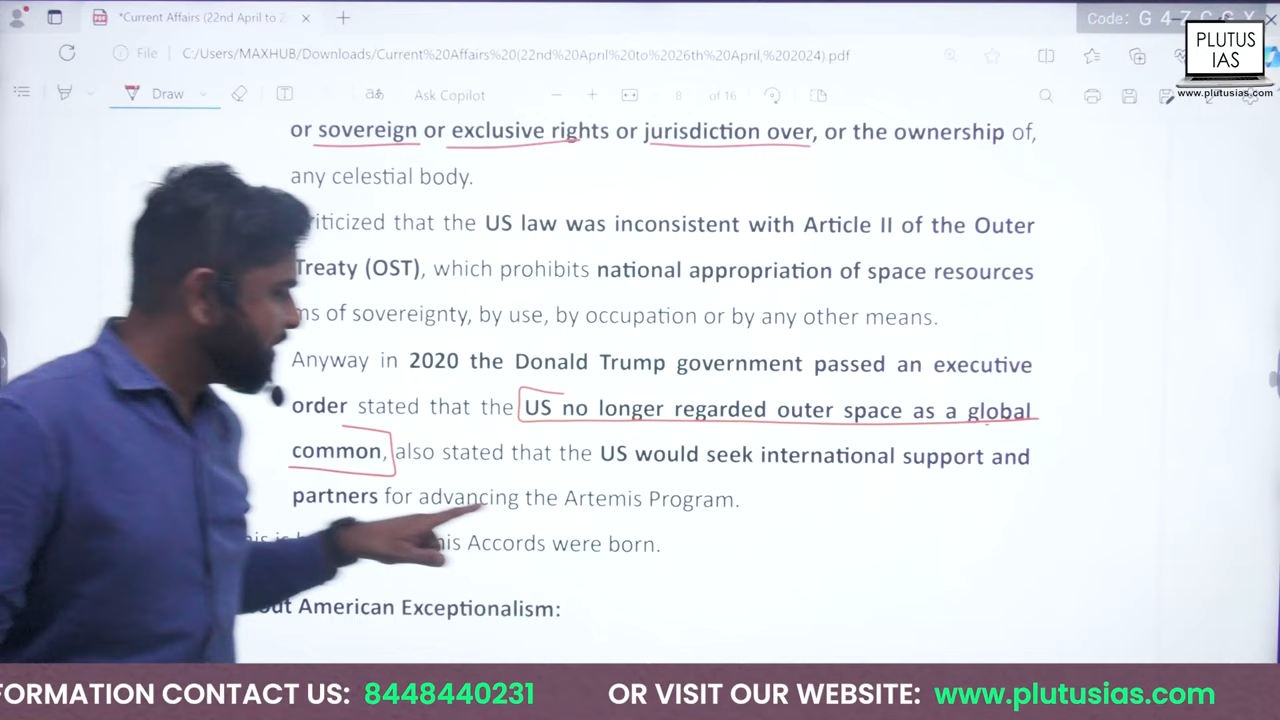 *Current Affairs (22nd April to 2
Code: G 4 Z C G X
File C:/Users/MAXHUB/Downloads/Current%20Affairs%20(22nd%20April%20to%2026th%20April,%202024).pdf
PLUTUS
IAS
www.plutusias.com
Draw
Ask Copilot
8 of 16
or sovereign or exclusive rights or jurisdiction over, or the ownership of,
any celestial body.
riticized that the US law was inconsistent with Article II of the Outer
Treaty (OST), which prohibits national appropriation of space resources
ms of sovereignty, by use, by occupation or by any other means.
Anyway in 2020 the Donald Trump government passed an executive
order stated that the US no longer regarded outer space as a global
common, also stated that the US would seek international support and
partners for advancing the Artemis Program.
Accords were born.
American Exceptionalism:
FORMATION CONTACT US: 8448440231 OR VISIT OUR WEBSITE: www.plutusias.com